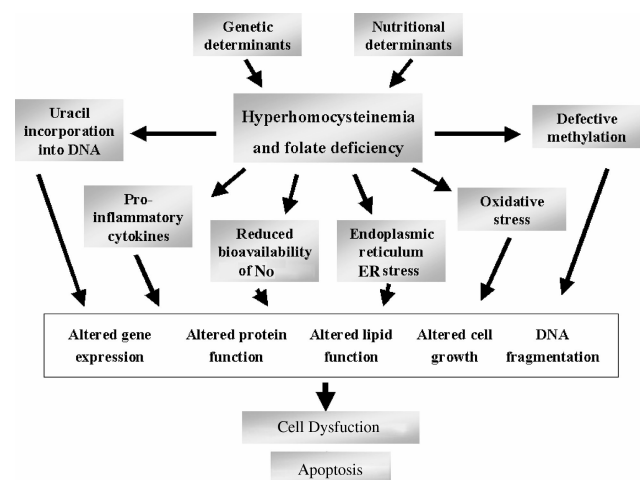 Genetic
determinants
Nutritional
determinants
Uracil
incorporation
into DNA
Hyperhomocysteinemia
and folate deficiency
Defective
methylation
Pro-
inflammatory
cytokines
Reduced
bioavailability
of No
Endoplasmic
reticulum
ER stress
Oxidative
stress
Altered gene
expression
Altered protein
function
Altered lipid
function
Altered cell
growth
DNA
fragmentation
Cell Dysfuction
Apoptosis